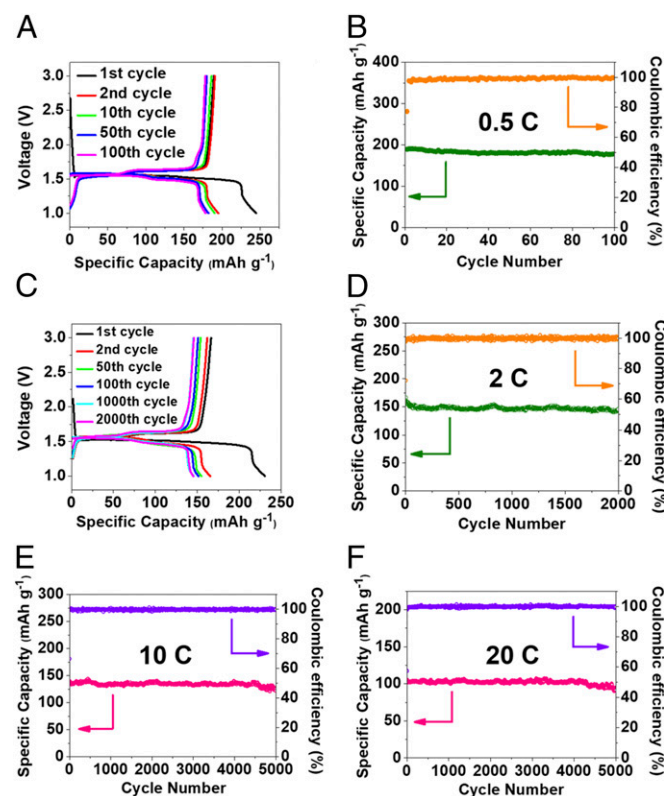 A
Voltage (V)
3.0
2.5
2.0
1.5
1.0
1st cycle
2nd cycle
10th cycle
50th cycle
100th cycle
0 50 100 150 200 250
Specific Capacity (mAh g-1)
B
Specific Capacity (mAh g-1)
400
350
300
250
200
150
100
50
0
0.5 C
100
80
60
40
20
0
Coulombic efficiency (%)
0 20 40 60 80 100
Cycle Number
C
Voltage (V)
3.0
2.5
2.0
1.5
1.0
1st cycle
2nd cycle
50th cycle
100th cycle
1000th cycle
2000th cycle
0 50 100 150 200 250
Specific Capacity (mAh g-1)
D
Specific Capacity (mAh g-1)
300
250
200
150
100
50
0
2 C
100
80
60
40
20
0
Coulombic efficiency (%)
0 500 1000 1500 2000
Cycle Number
E
Specific Capacity (mAh g-1)
300
250
200
150
100
50
0
10 C
100
80
60
40
20
0
Coulombic efficiency (%)
0 1000 2000 3000 4000 5000
Cycle Number
F
Specific Capacity (mAh g-1)
200
150
100
50
0
20 C
100
80
60
40
20
0
Coulombic efficiency (%)
0 1000 2000 3000 4000 5000
Cycle Number